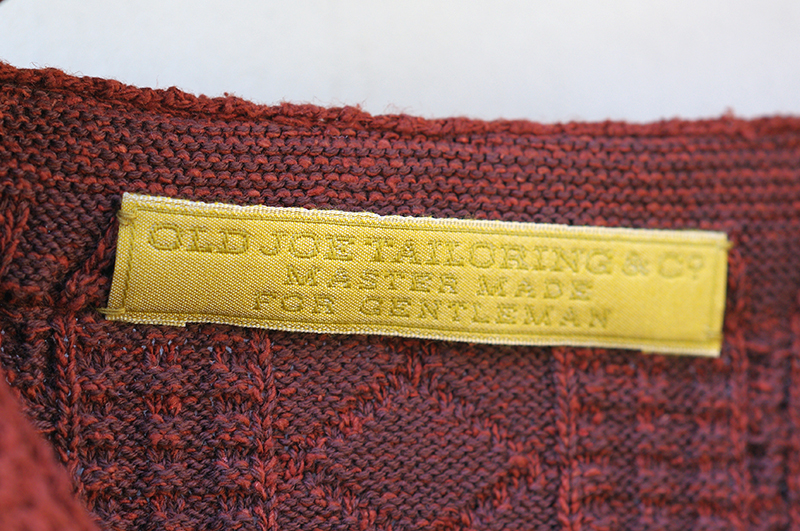 OLD JOE TAILORING & Cº
MASTER MADE
FOR GENTLEMAN